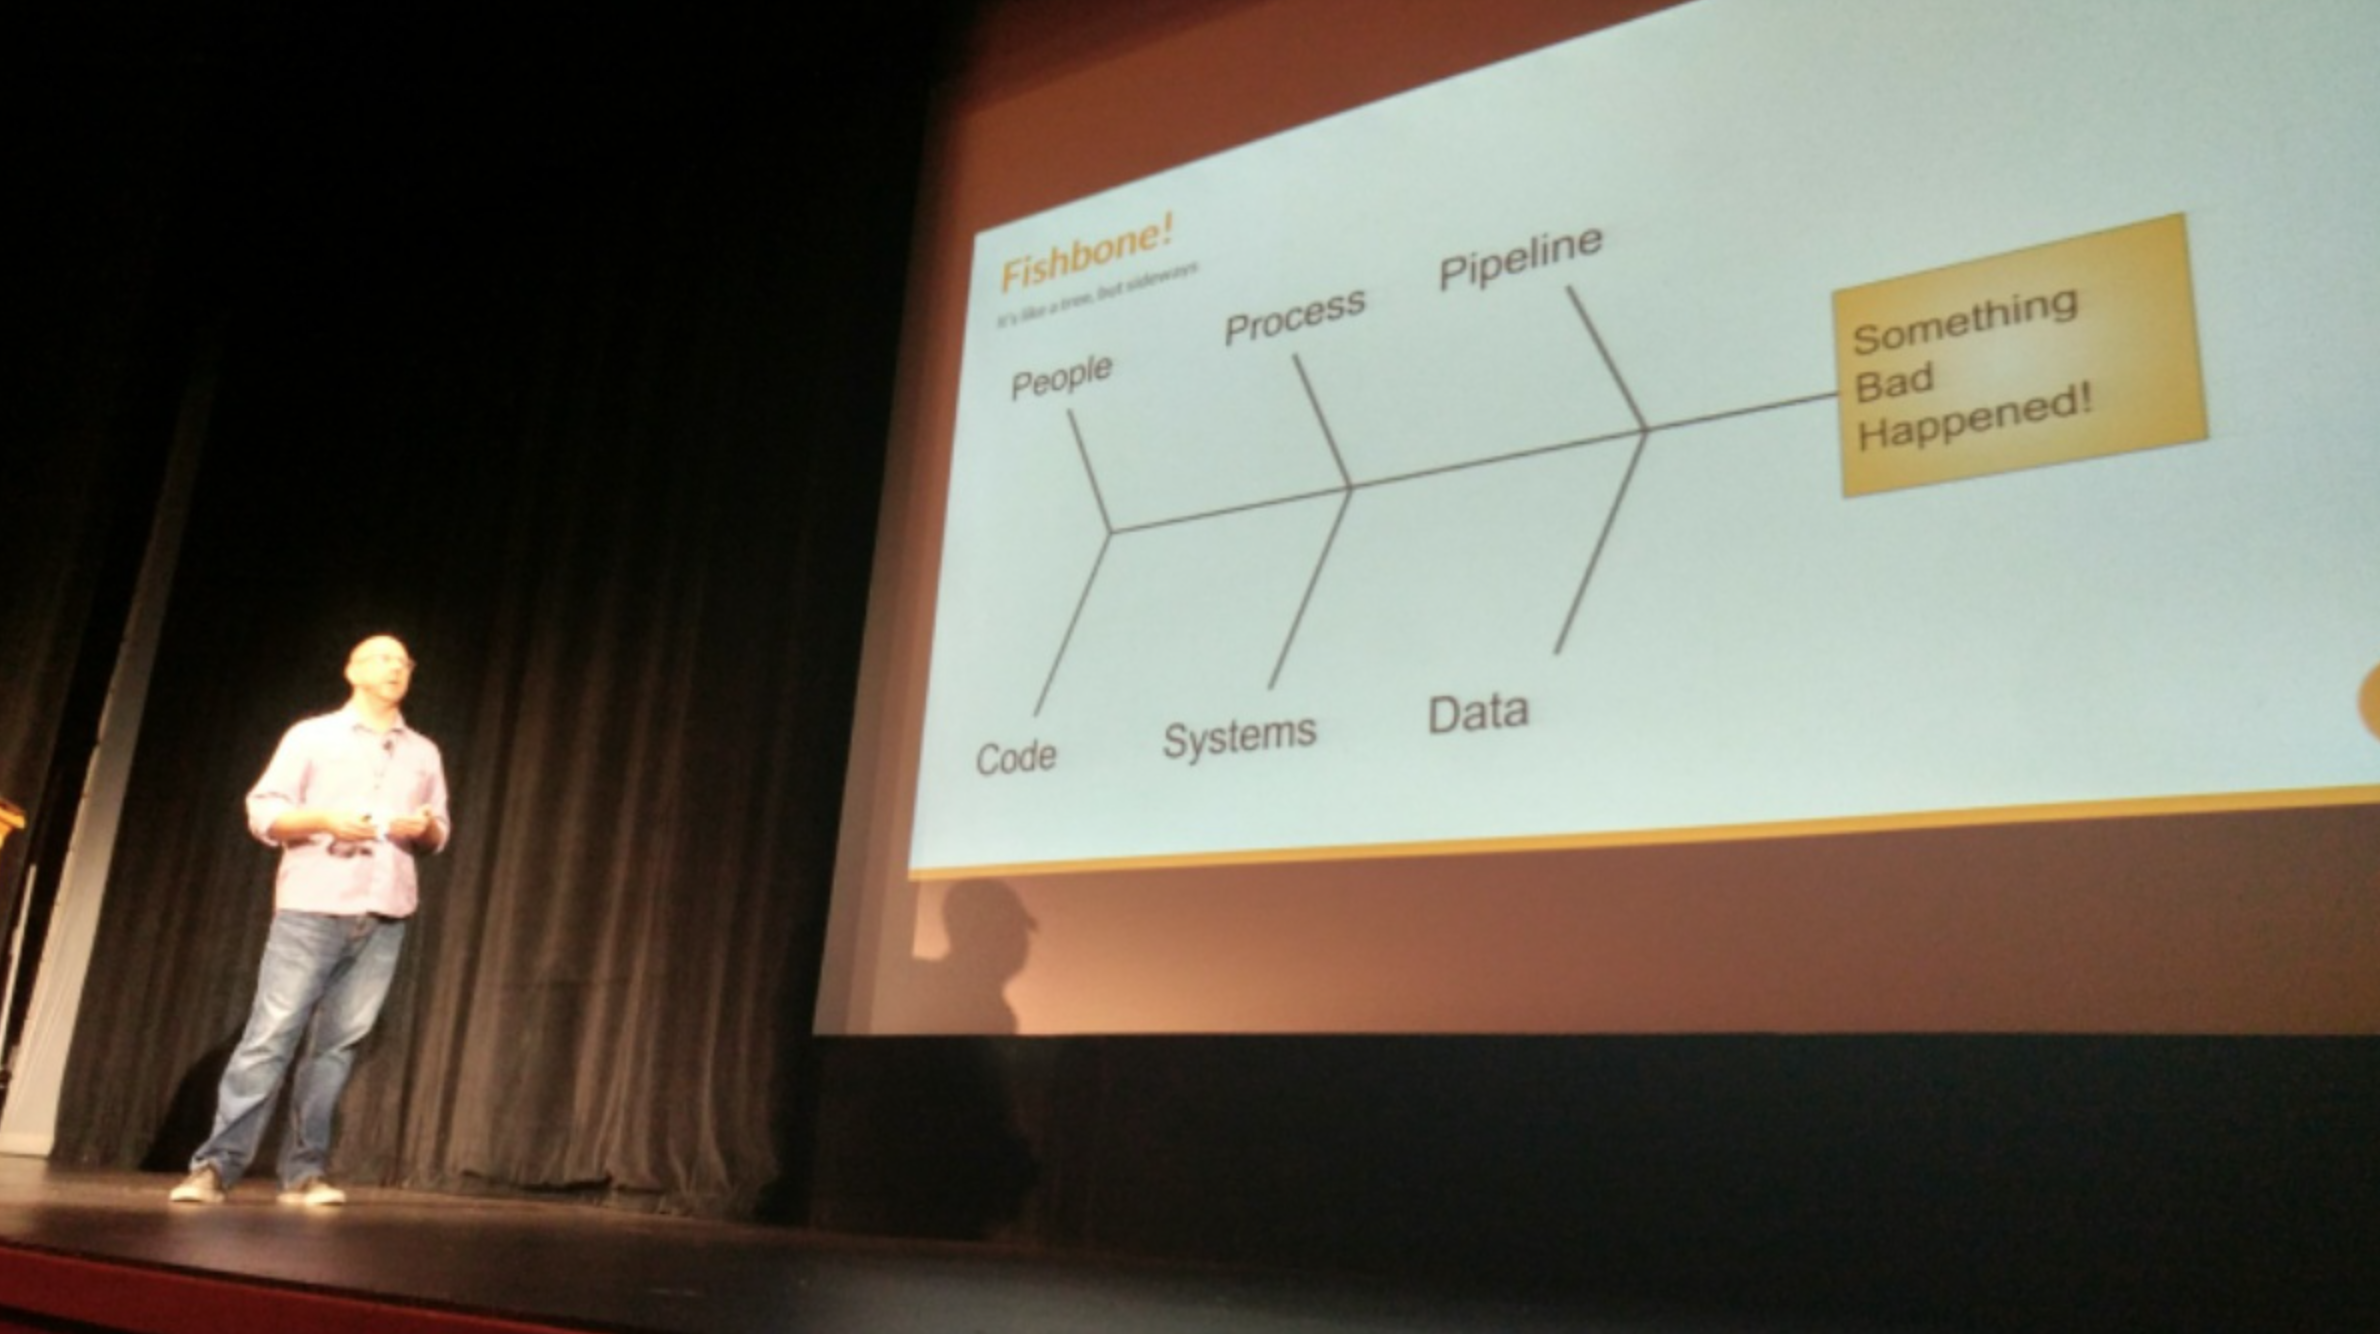 Fishbone!
It's like a tree, but sideways
People
Process
Pipeline
Something
Bad
Happened!
Code
Systems
Data